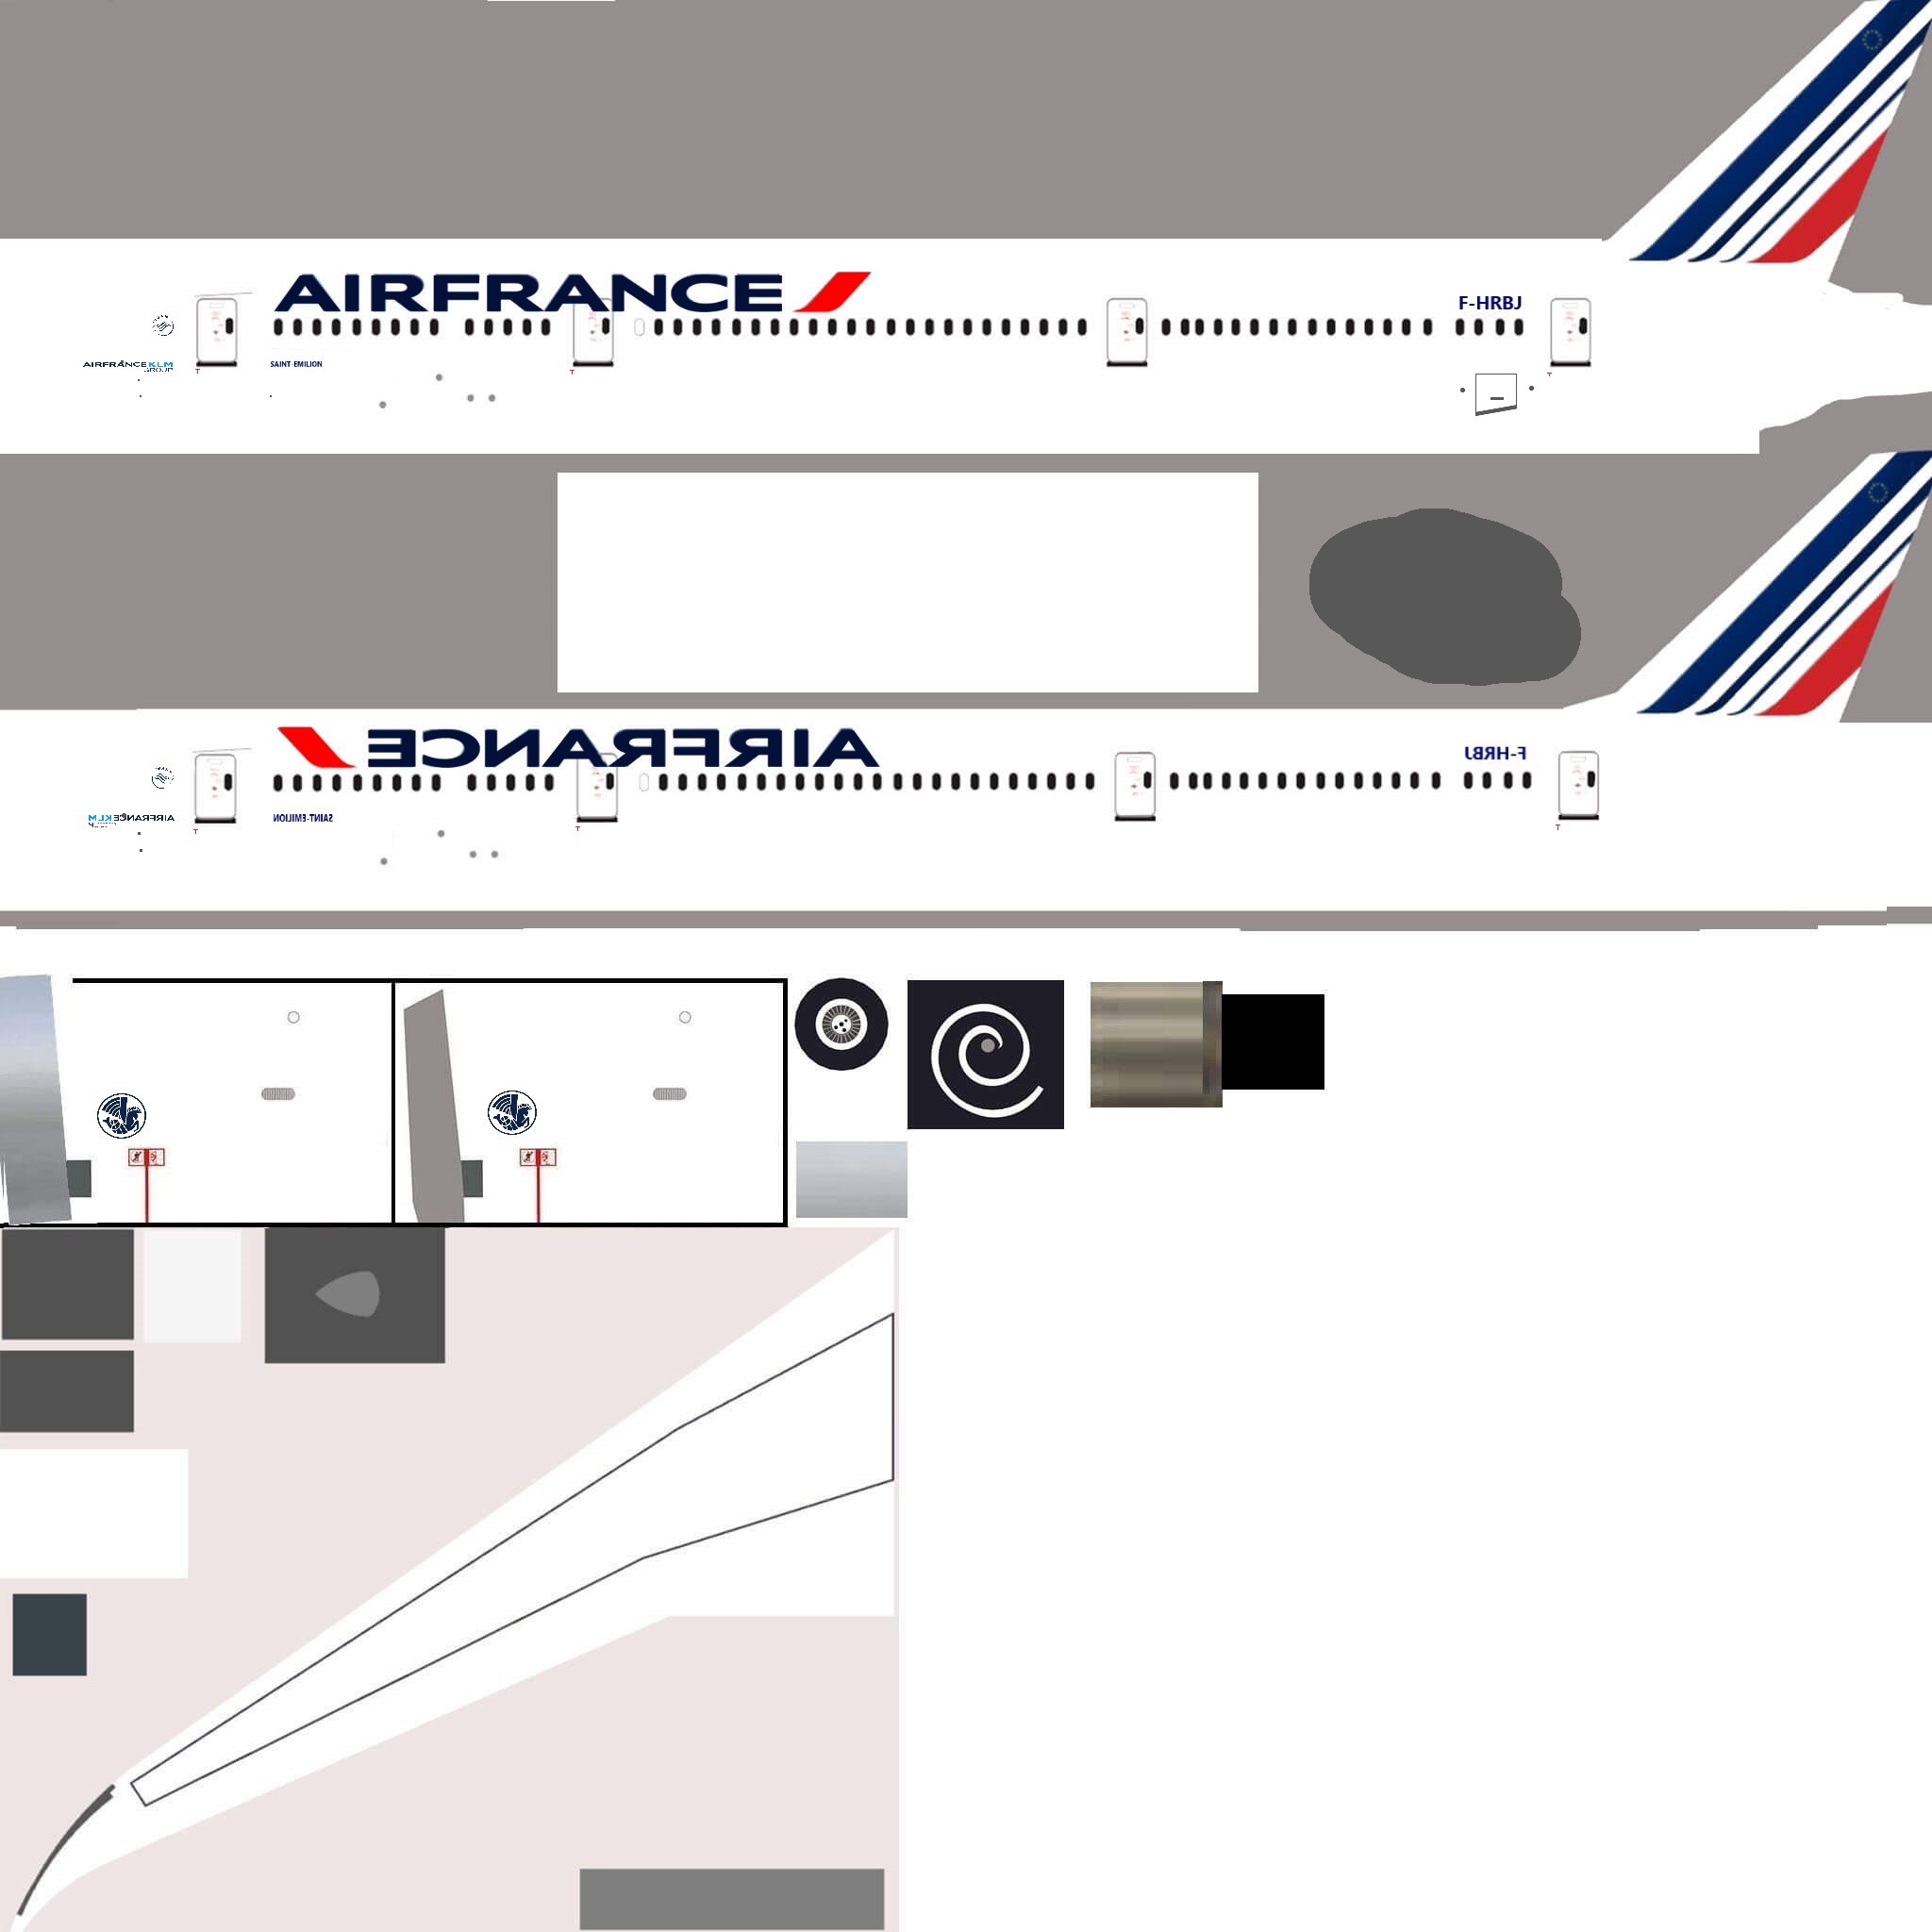 AIRFRANCE
F-HRBJ
AIRFRANCE KLM
GROUP
SAINT-EMILION
T
T
T
AIRFRANCE
F-HRBJ
AIRFRANCE KLM
SAINT-EMILION
T
T
T